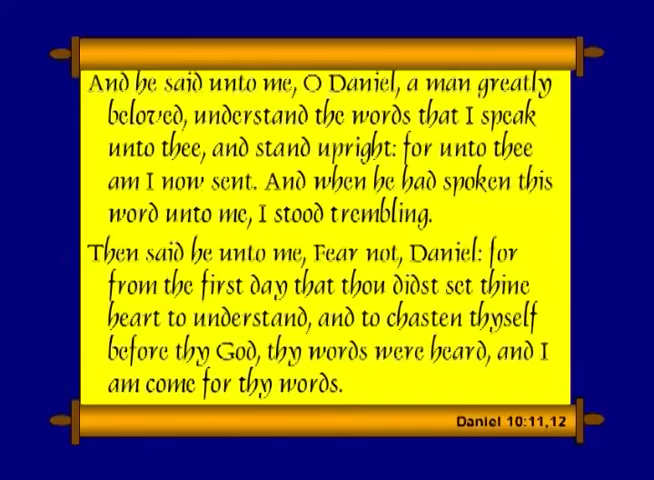 And he said unto me, O Daniel, a man greatly
beloved, understand the words that I speak
unto thee, and stand upright: for unto thee
am I now sent. And when he had spoken this
word unto me, I stood trembling.
Then said he unto me, Fear not, Daniel: for
from the first day that thou didst set thine
heart to understand, and to chasten thyself
before thy God, thy words were heard, and I
am come for thy words.
Daniel 10:11,12